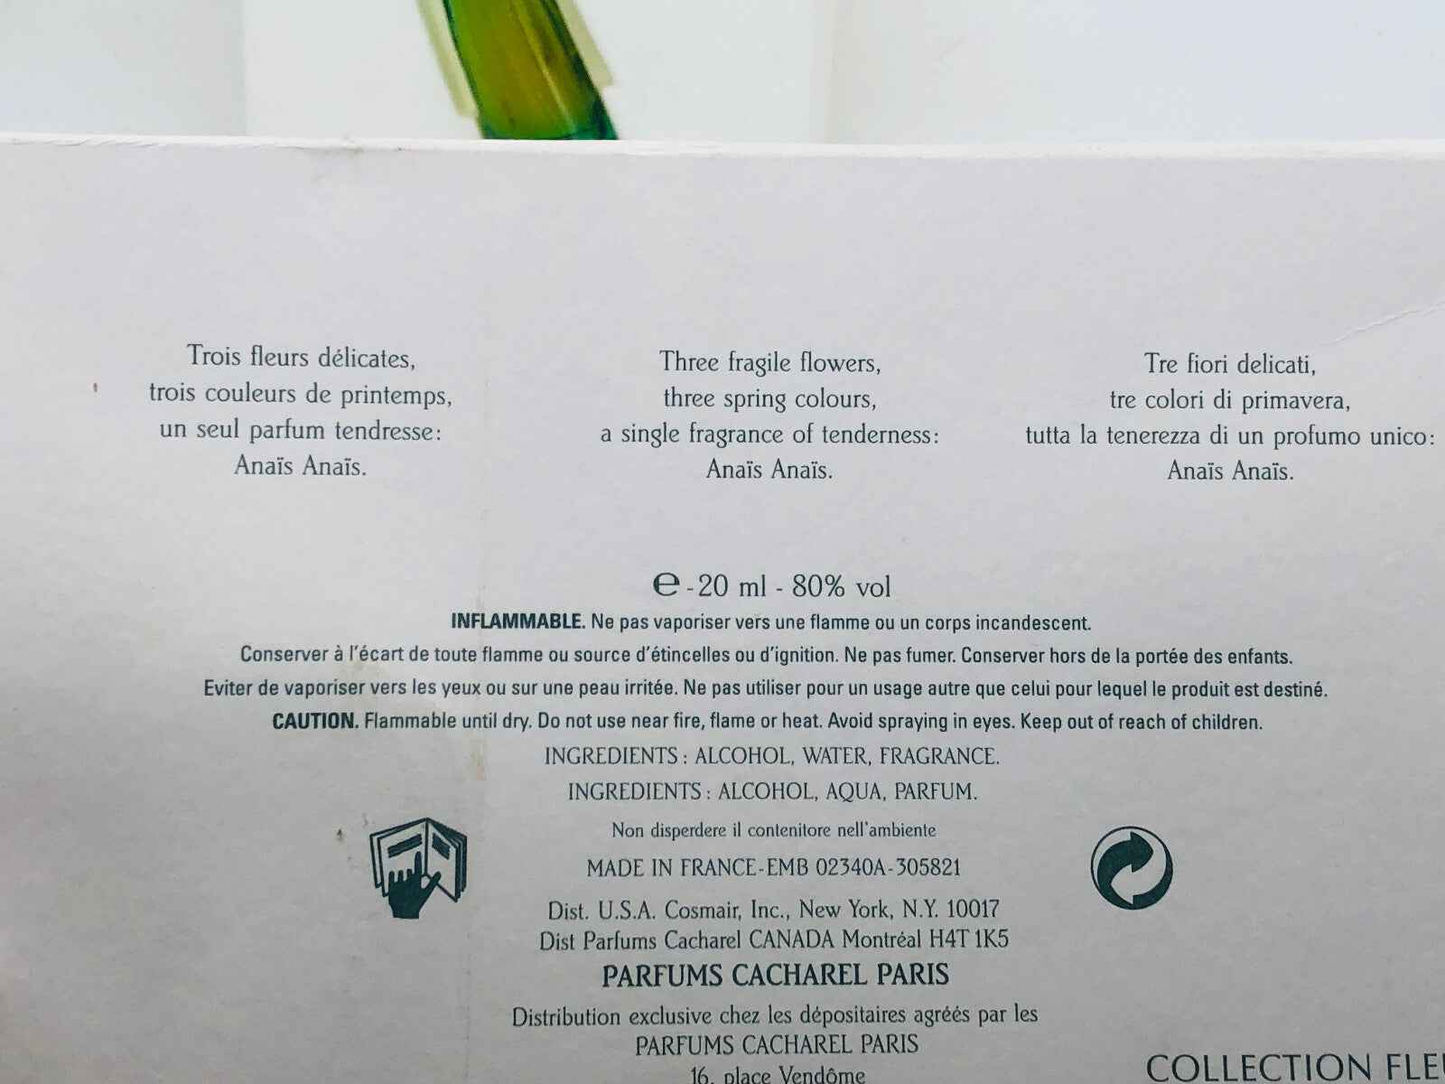 Trois fleurs délicates,
trois couleurs de printemps,
un seul parfum tendresse:
Anaïs Anaïs.
Three fragile flowers,
three spring colours,
a single fragrance of tenderness:
Anaïs Anaïs.
Tre fiori delicati,
tre colori di primavera,
tutta la tenerezza di un profumo unico:
Anaïs Anaïs.
℮ - 20 ml - 80% vol
INFLAMMABLE. Ne pas vaporiser vers une flamme ou un corps incandescent.
Conserver à l'écart de toute flamme ou source d'étincelles ou d'ignition. Ne pas fumer. Conserver hors de la portée des enfants.
Eviter de vaporiser vers les yeux ou sur une peau irritée. Ne pas utiliser pour un usage autre que celui pour lequel le produit est destiné.
CAUTION. Flammable until dry. Do not use near fire, flame or heat. Avoid spraying in eyes. Keep out of reach of children.
INGREDIENTS : ALCOHOL, WATER, FRAGRANCE.
INGREDIENTS : ALCOHOL, AQUA, PARFUM.
Non disperdere il contenitore nell'ambiente
MADE IN FRANCE-EMB 02340A-305821
Dist. U.S.A. Cosmair, Inc., New York, N.Y. 10017
Dist Parfums Cacharel CANADA Montréal H4T 1K5
PARFUMS CACHAREL PARIS
Distribution exclusive chez les dépositaires agréés par les
PARFUMS CACHAREL PARIS
16, place Vendôme
COLLECTION